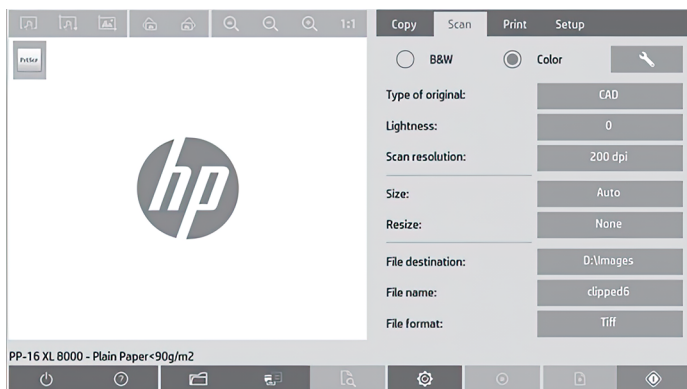 1:1
Copy Scan Print Setup
PrtScr
B&W Color
Type of original: CAD
Lightness: 0
Scan resolution: 200 dpi
hp
Size: Auto
Resize: None
File destination: D:\Images
File name: clipped6
File format: Tiff
PP-16 XL 8000 - Plain Paper<90g/m2